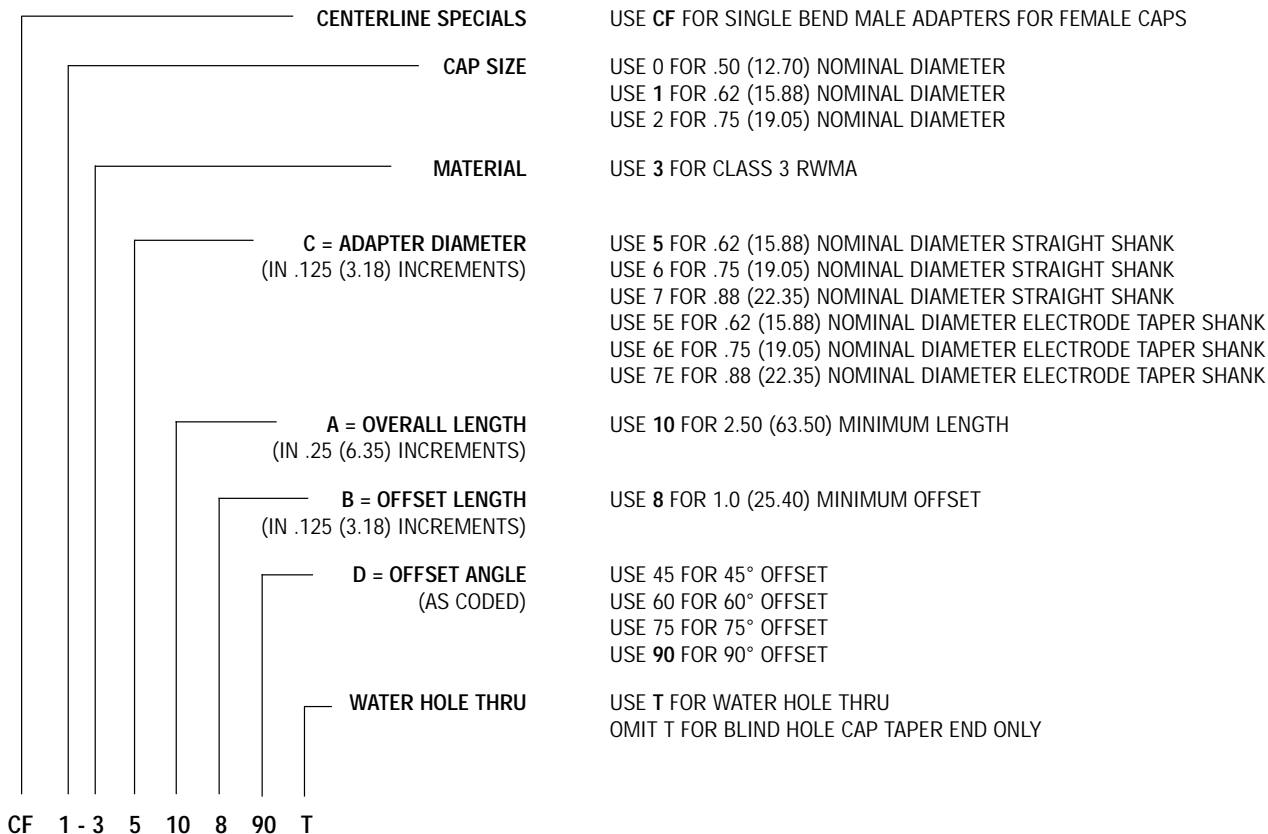 CENTERLINE SPECIALS USE CF FOR SINGLE BEND MALE ADAPTERS FOR FEMALE CAPS
CAP SIZE USE 0 FOR .50 (12.70) NOMINAL DIAMETER
USE 1 FOR .62 (15.88) NOMINAL DIAMETER
USE 2 FOR .75 (19.05) NOMINAL DIAMETER
MATERIAL USE 3 FOR CLASS 3 RWMA
C = ADAPTER DIAMETER USE 5 FOR .62 (15.88) NOMINAL DIAMETER STRAIGHT SHANK
(IN .125 (3.18) INCREMENTS) USE 6 FOR .75 (19.05) NOMINAL DIAMETER STRAIGHT SHANK
USE 7 FOR .88 (22.35) NOMINAL DIAMETER STRAIGHT SHANK
USE 5E FOR .62 (15.88) NOMINAL DIAMETER ELECTRODE TAPER SHANK
USE 6E FOR .75 (19.05) NOMINAL DIAMETER ELECTRODE TAPER SHANK
USE 7E FOR .88 (22.35) NOMINAL DIAMETER ELECTRODE TAPER SHANK
A = OVERALL LENGTH USE 10 FOR 2.50 (63.50) MINIMUM LENGTH
(IN .25 (6.35) INCREMENTS)
B = OFFSET LENGTH USE 8 FOR 1.0 (25.40) MINIMUM OFFSET
(IN .125 (3.18) INCREMENTS)
D = OFFSET ANGLE USE 45 FOR 45° OFFSET
(AS CODED) USE 60 FOR 60° OFFSET
USE 75 FOR 75° OFFSET
USE 90 FOR 90° OFFSET
WATER HOLE THRU USE T FOR WATER HOLE THRU
OMIT T FOR BLIND HOLE CAP TAPER END ONLY
CF 1 - 3 5 10 8 90 T